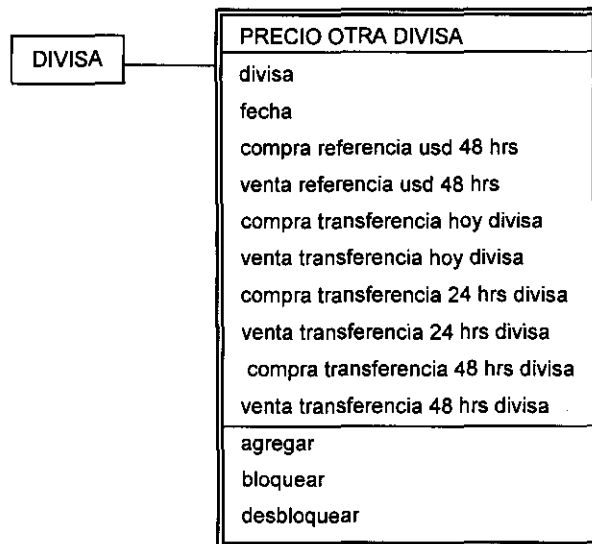 DIVISA
PRECIO OTRA DIVISA
divisa
fecha
compra referencia usd 48 hrs
venta referencia usd 48 hrs
compra transferencia hoy divisa
venta transferencia hoy divisa
compra transferencia 24 hrs divisa
venta transferencia 24 hrs divisa
compra transferencia 48 hrs divisa
venta transferencia 48 hrs divisa
agregar
bloquear
desbloquear